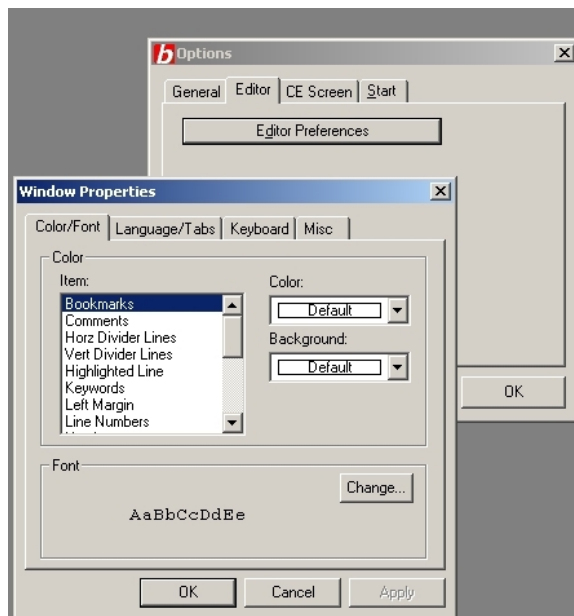 b Options
General Editor CE Screen Start
Editor Preferences
OK
Window Properties
Color/Font Language/Tabs Keyboard Misc
Color
Item:
Bookmarks
Comments
Horz Divider Lines
Vert Divider Lines
Highlighted Line
Keywords
Left Margin
Line Numbers
Color:
Default
Background:
Default
Font
Change...
AaBbCcDdEe
OK Cancel Apply